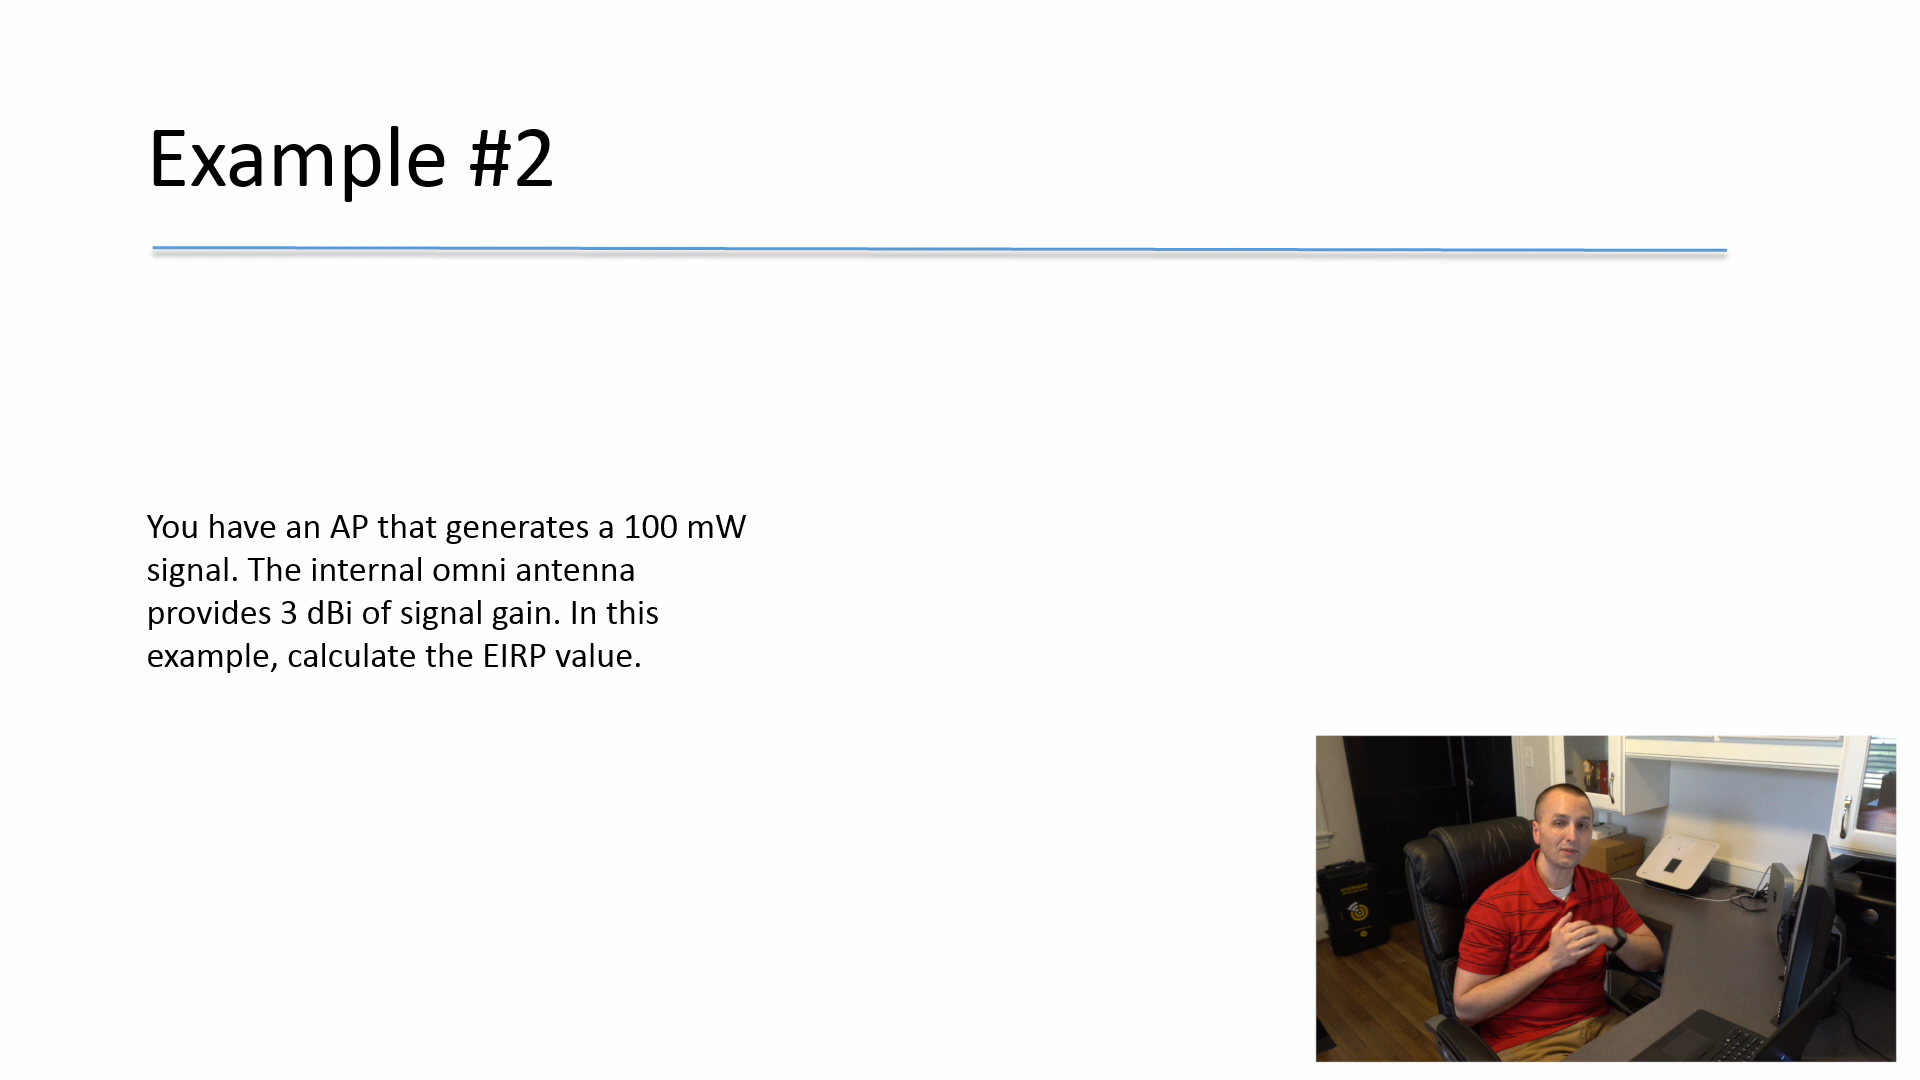 Example #2
You have an AP that generates a 100 mW
signal. The internal omni antenna
provides 3 dBi of signal gain. In this
example, calculate the EIRP value.